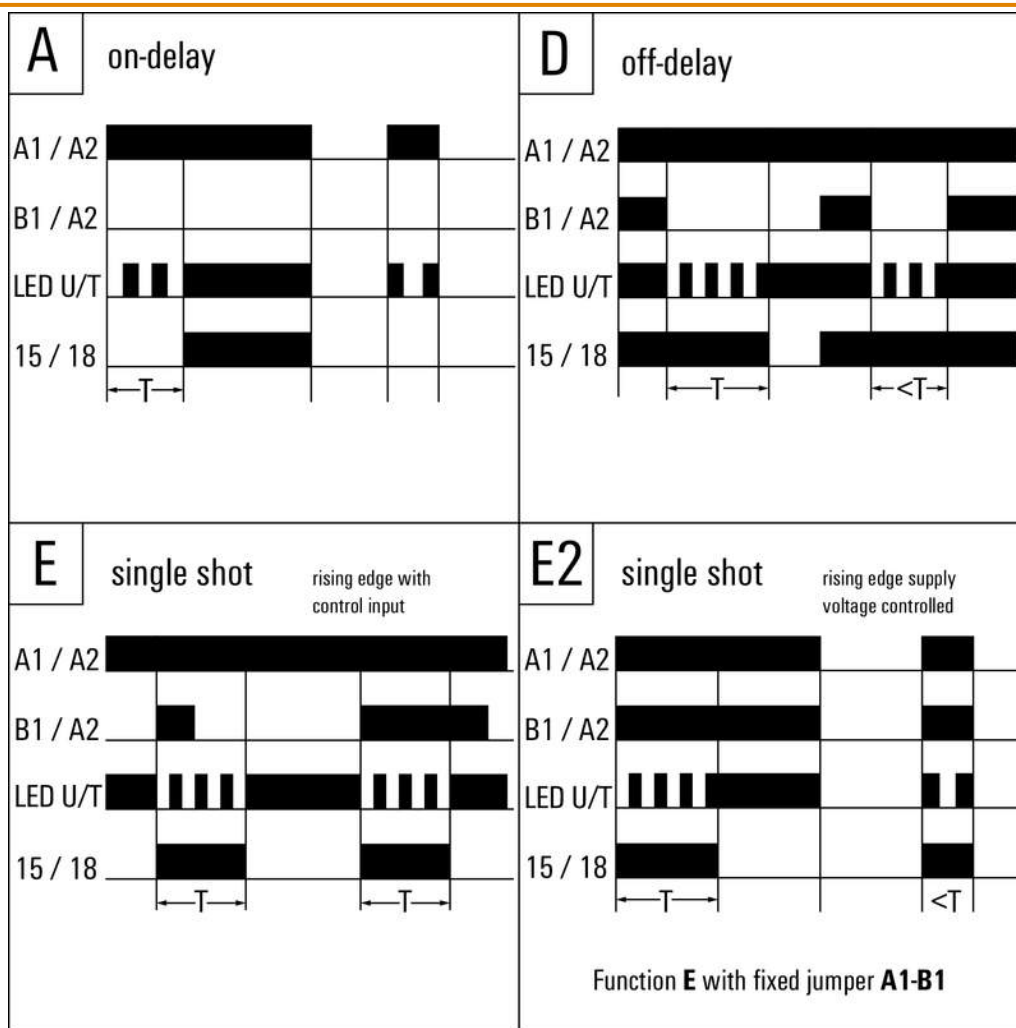 A
on-delay
A1 / A2
B1 / A2
LED U/T
15 / 18
T
D
off-delay
A1 / A2
B1 / A2
LED U/T
15 / 18
T
<T
E
single shot
rising edge with
control input
A1 / A2
B1 / A2
LED U/T
15 / 18
T
T
E2
single shot
rising edge supply
voltage controlled
A1 / A2
B1 / A2
LED U/T
15 / 18
T
<T
Function E with fixed jumper A1-B1